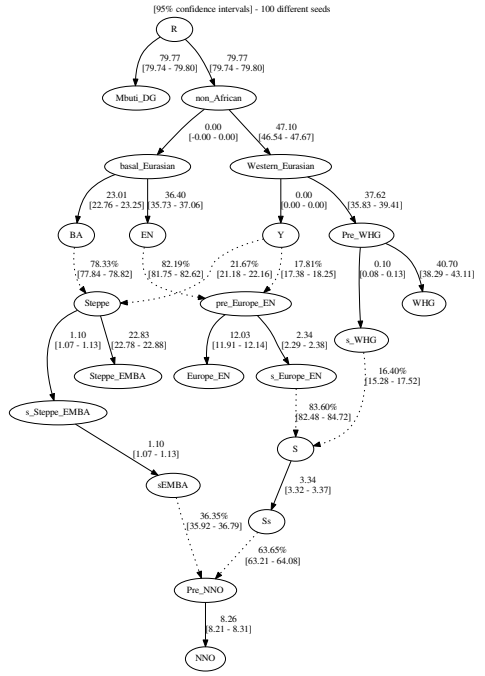 [95% confidence intervals] - 100 different seeds
R
79.77
[79.74 - 79.80]
79.77
[79.74 - 79.80]
Mbuti_DG
non_African
0.00
[-0.00 - 0.00]
47.10
[46.54 - 47.67]
basal_Eurasian
Western_Eurasian
23.01
[22.76 - 23.25]
36.40
[35.73 - 37.06]
0.00
[0.00 - 0.00]
37.62
[35.83 - 39.41]
BA
EN
Y
Pre_WHG
78.33%
[77.84 - 78.82]
82.19%
[81.75 - 82.62]
21.67%
[21.18 - 22.16]
17.81%
[17.38 - 18.25]
0.10
[0.08 - 0.13]
40.70
[38.29 - 43.11]
Steppe
pre_Europe_EN
WHG
1.10
[1.07 - 1.13]
22.83
[22.78 - 22.88]
12.03
[11.91 - 12.14]
2.34
[2.29 - 2.38]
s_WHG
Steppe_EMBA
Europe_EN
s_Europe_EN
16.40%
[15.28 - 17.52]
s_Steppe_EMBA
83.60%
[82.48 - 84.72]
1.10
[1.07 - 1.13]
S
3.34
[3.32 - 3.37]
sEMBA
36.35%
[35.92 - 36.79]
Ss
63.65%
[63.21 - 64.08]
Pre_NNO
8.26
[8.21 - 8.31]
NNO